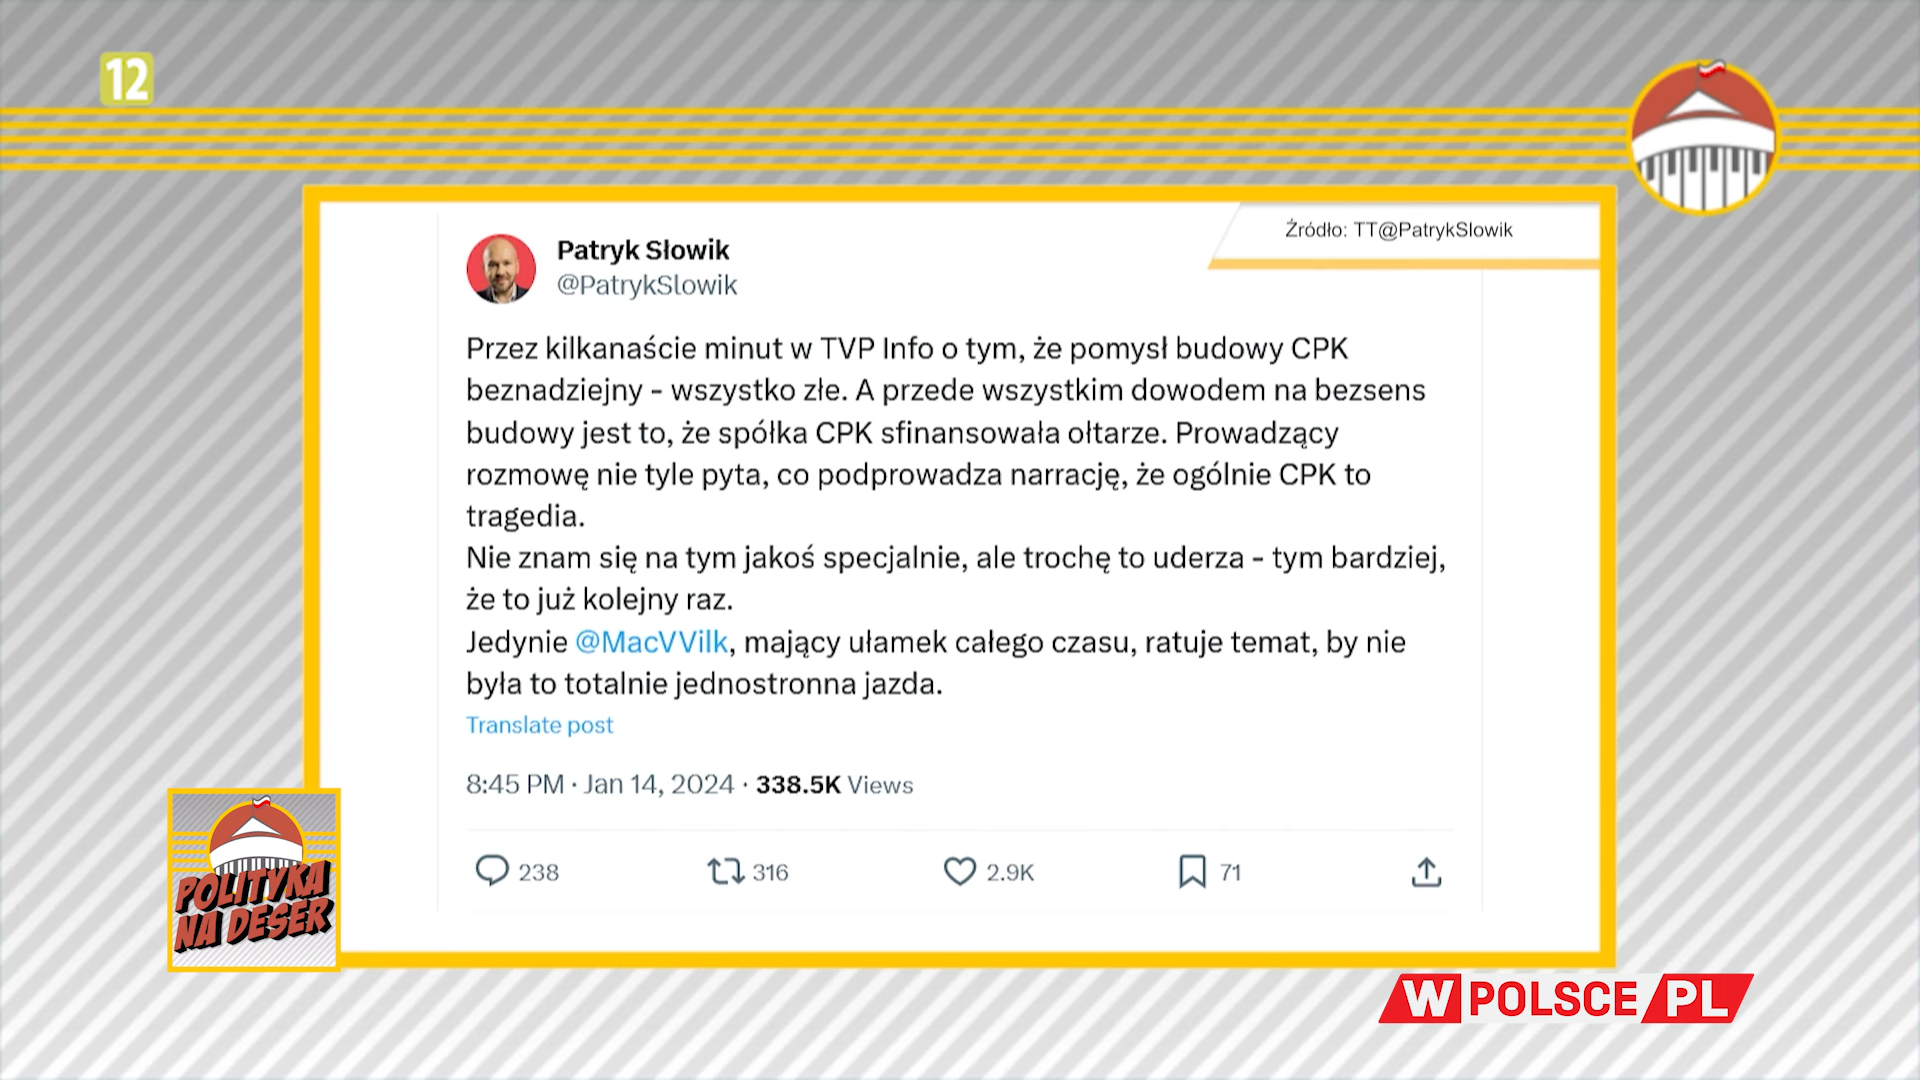 12
Źródło: TT@PatrykSlowik
Patryk Słowik
@PatrykSlowik
Przez kilkanaście minut w TVP Info o tym, że pomysł budowy CPK
beznadziejny - wszystko złe. A przede wszystkim dowodem na bezsens
budowy jest to, że spółka CPK sfinansowała ołtarze. Prowadzący
rozmowę nie tyle pyta, co podprowadza narrację, że ogólnie CPK to
tragedia.
Nie znam się na tym jakoś specjalnie, ale trochę to uderza - tym bardziej,
że to już kolejny raz.
Jedynie @MacVVilk, mający ułamek całego czasu, ratuje temat, by nie
była to totalnie jednostronna jazda.
Translate post
8:45 PM · Jan 14, 2024 · 338.5K Views
238 316 2.9K 71
POLITYKA
NA DESER
W POLSCE PL